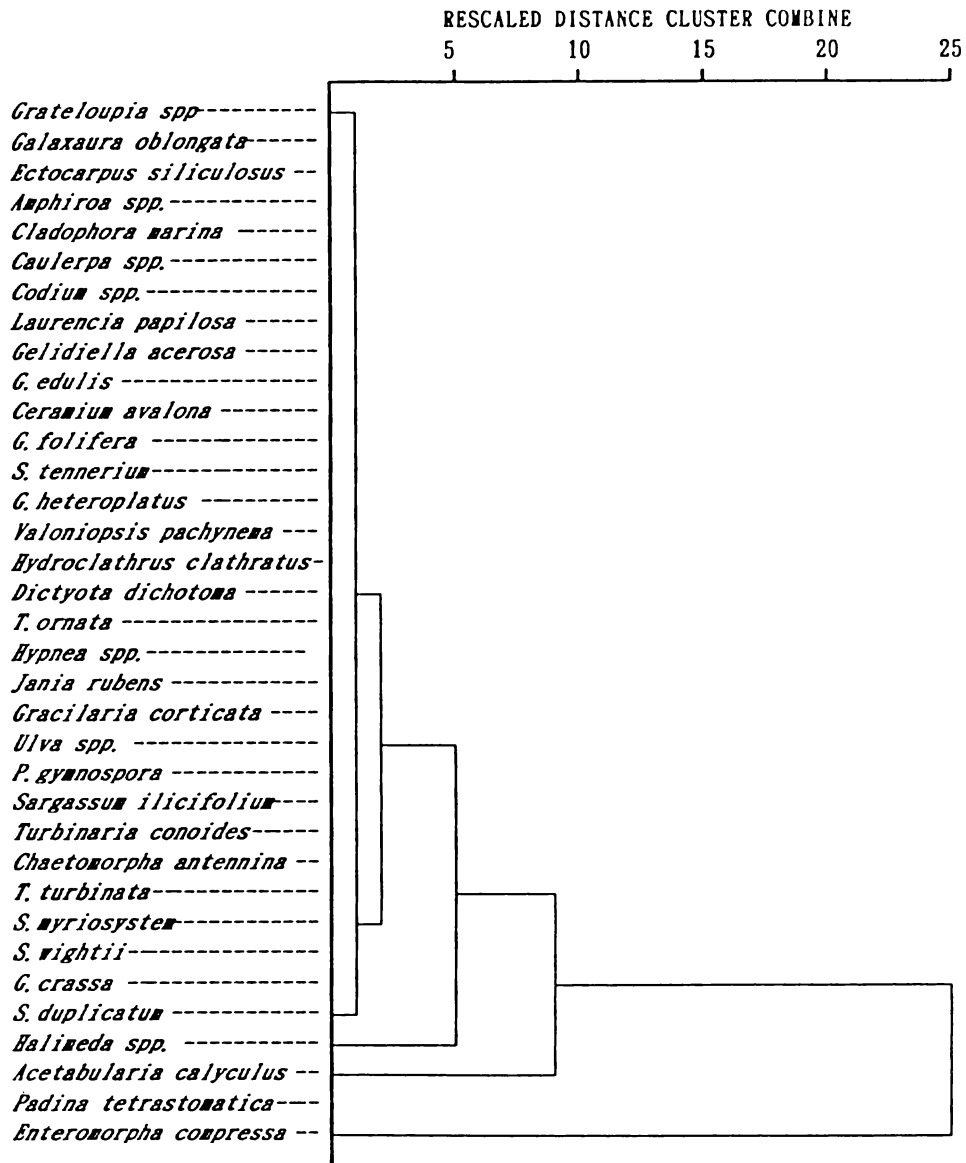 RESCALED DISTANCE CLUSTER COMBINE
5 10 15 20 25
Grateloupia spp
Galaxaura oblongata
Ectocarpus siliculosus
Amphiroa spp.
Cladophora marina
Caulerpa spp.
Codium spp.
Laurencia papilosa
Gelidiella acerosa
G. edulis
Ceramium avalona
G. folifera
S. tennerium
G. heteroplatus
Valoniopsis pachynema
Hydroclathrus clathratus
Dictyota dichotoma
T. ornata
Hypnea spp.
Jania rubens
Gracilaria corticata
Ulva spp.
P. gymnospora
Sargassum ilicifolium
Turbinaria conoides
Chaetomorpha antennina
T. turbinata
S. myriosystem
S. wightii
G. crassa
S. duplicatum
Halimeda spp.
Acetabularia calyculus
Padina tetrastomatica
Enteromorpha compressa